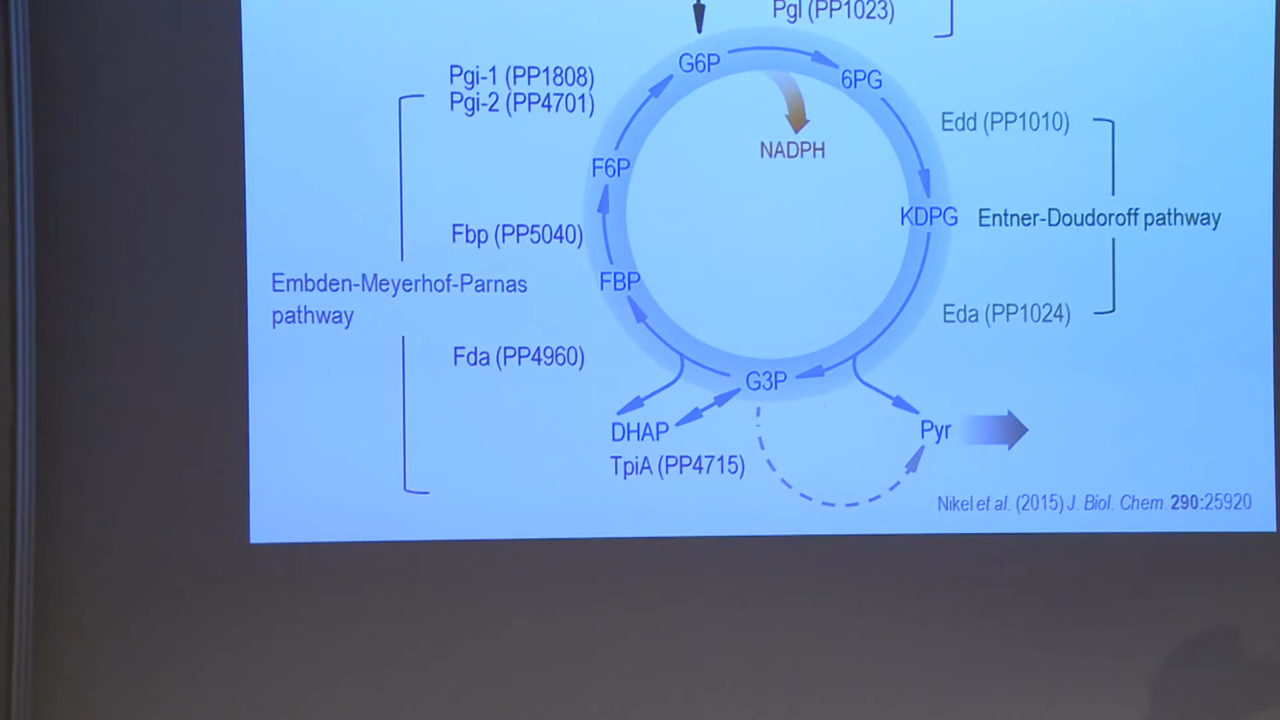 Pgl (PP1023)
G6P
6PG
Pgi-1 (PP1808)
Pgi-2 (PP4701)
Edd (PP1010)
NADPH
F6P
KDPG
Entner-Doudoroff pathway
Fbp (PP5040)
FBP
Embden-Meyerhof-Parnas
pathway
Eda (PP1024)
Fda (PP4960)
G3P
DHAP
Pyr
TpiA (PP4715)
Nikel et al. (2015) J. Biol. Chem. 290:25920